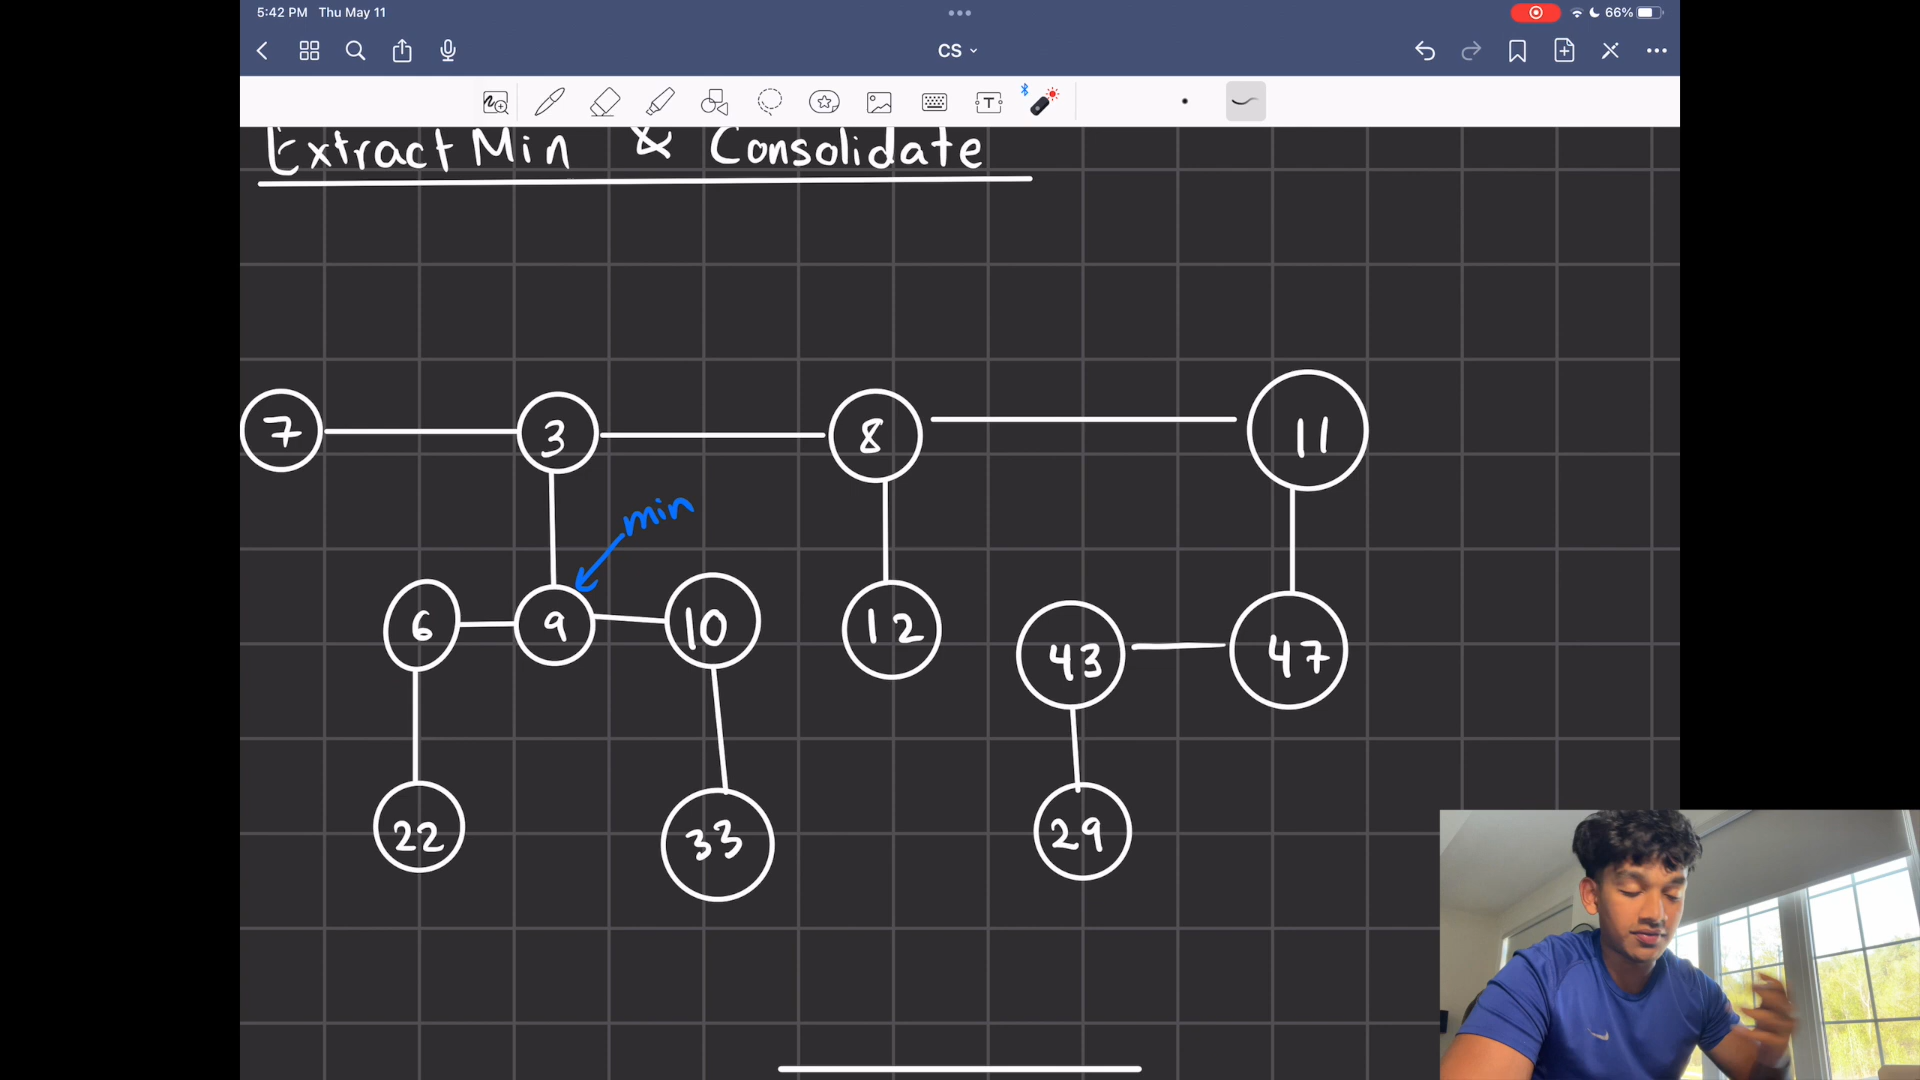 5:42 PM Thu May 11
66%
CS
T
Extract Min & Consolidate
7 3 8 11
min
6 9 10 12 43 47
22 33 29